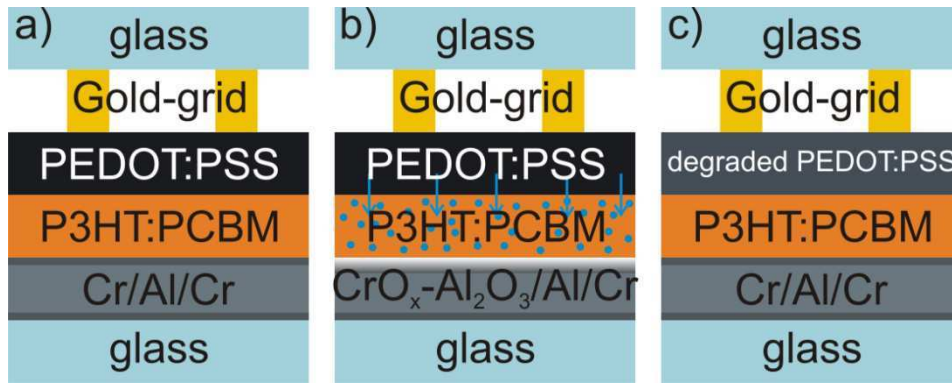 a)
glass
Gold-grid
PEDOT:PSS
P3HT:PCBM
Cr/Al/Cr
glass
b)
glass
Gold-grid
PEDOT:PSS
P3HT:PCBM
CrOₓ-Al₂O₃/Al/Cr
glass
c)
glass
Gold-grid
degraded PEDOT:PSS
P3HT:PCBM
Cr/Al/Cr
glass